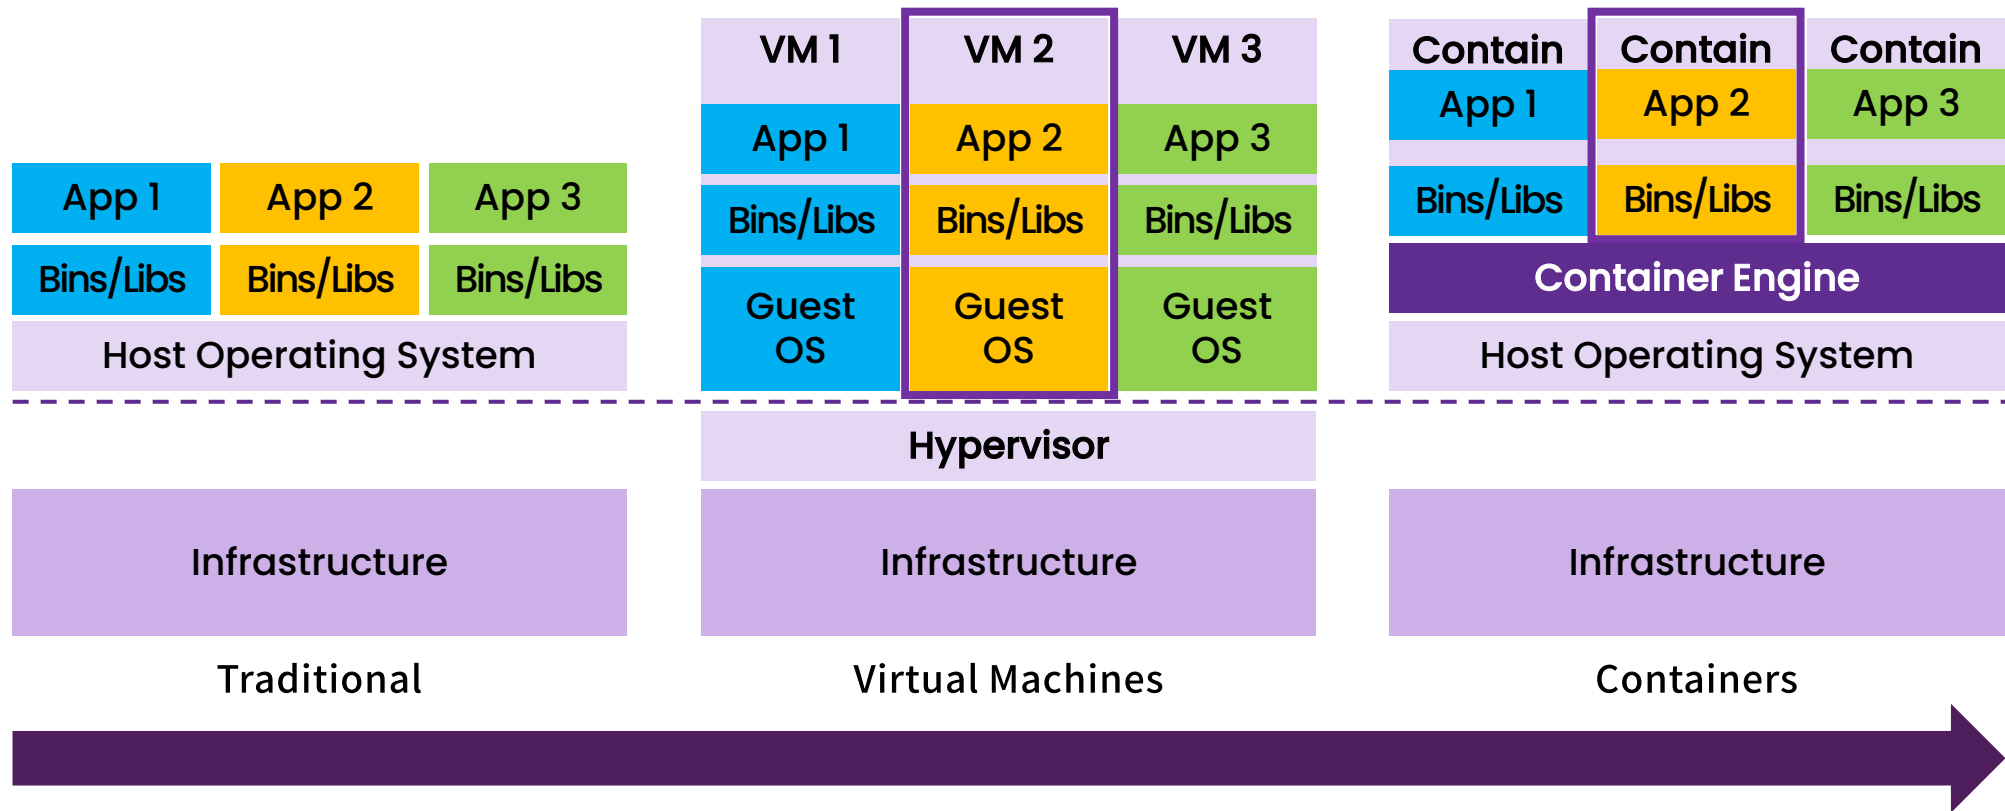 App 1
App 2
App 3
Bins/Libs
Bins/Libs
Bins/Libs
Host Operating System
Infrastructure
Traditional
VM 1
VM 2
VM 3
App 1
App 2
App 3
Bins/Libs
Bins/Libs
Bins/Libs
Guest
OS
Guest
OS
Guest
OS
Hypervisor
Infrastructure
Virtual Machines
Contain
Contain
Contain
App 1
App 2
App 3
Bins/Libs
Bins/Libs
Bins/Libs
Container Engine
Host Operating System
Infrastructure
Containers